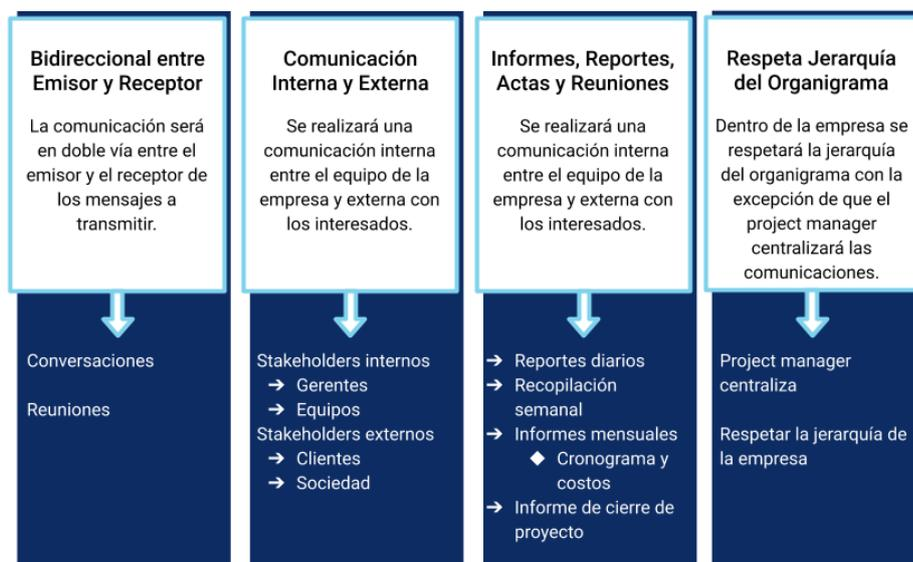 Bidireccional entre
Emisor y Receptor
La comunicación será
en doble vía entre el
emisor y el receptor de
los mensajes a
transmitir.
Conversaciones
Reuniones
Comunicación
Interna y Externa
Se realizará una
comunicación interna
entre el equipo de la
empresa y externa con
los interesados.
Stakeholders internos
➔ Gerentes
➔ Equipos
Stakeholders externos
➔ Clientes
➔ Sociedad
Informes, Reportes,
Actas y Reuniones
Se realizará una
comunicación interna
entre el equipo de la
empresa y externa con
los interesados.
➔ Reportes diarios
➔ Recopilación
semanal
➔ Informes mensuales
◆ Cronograma y
costos
➔ Informe de cierre de
proyecto
Respeta Jerarquía
del Organigrama
Dentro de la empresa se
respetará la jerarquía
del organigrama con la
excepción de que el
project manager
centralizará las
comunicaciones.
Project manager
centraliza
Respetar la jerarquía de
la empresa